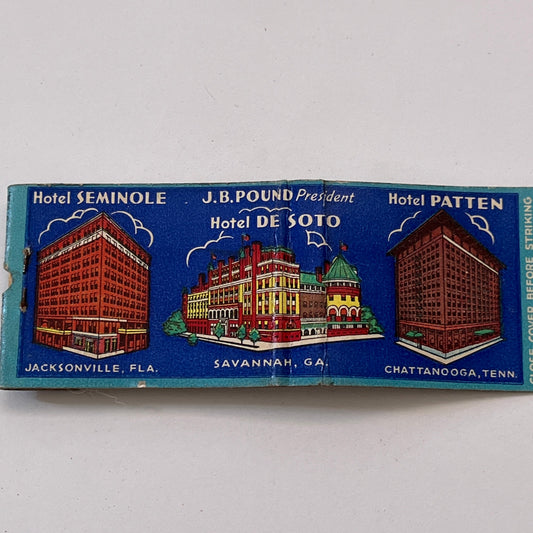 Hotel SEMINOLE
JACKSONVILLE, FLA.
J.B. POUND President
Hotel DE SOTO
SAVANNAH, GA.
Hotel PATTEN
CHATTANOOGA, TENN.
CLOSE COVER BEFORE STRIKING